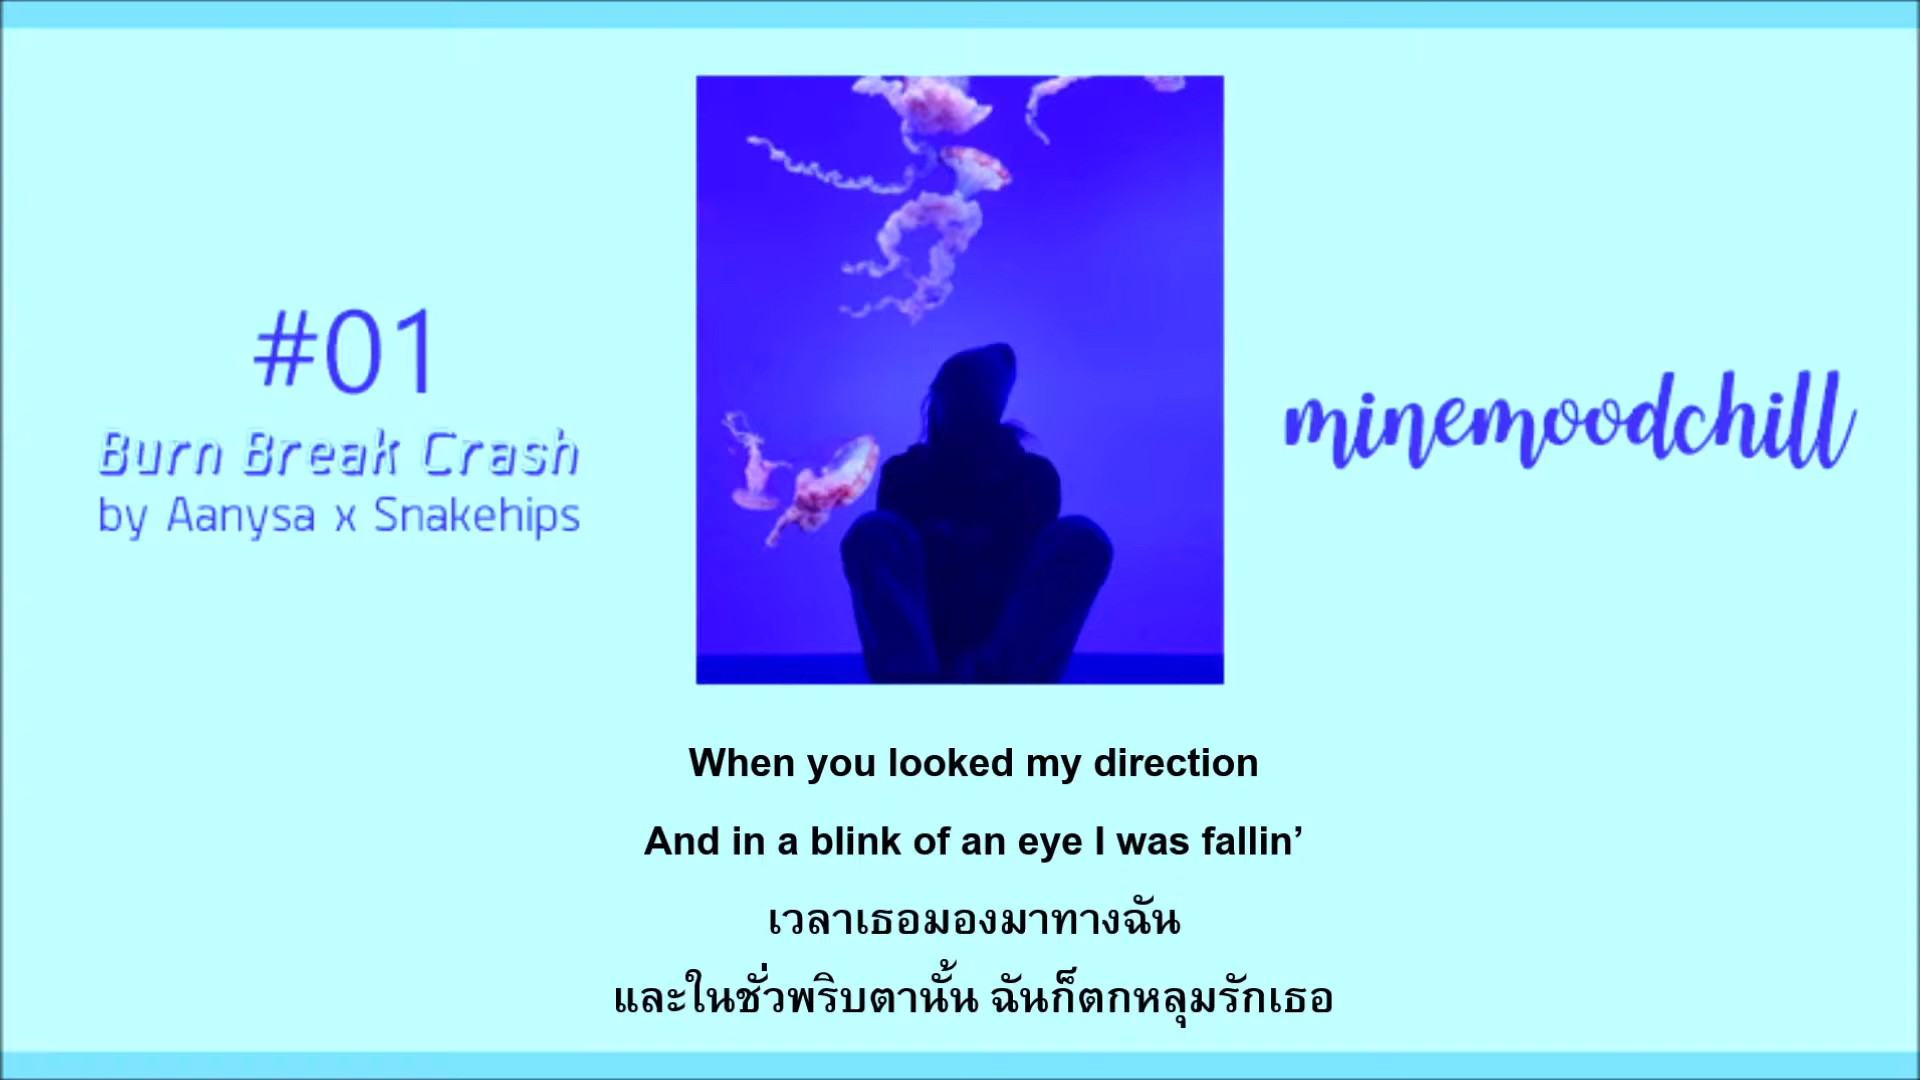 #01
Burn Break Crash
by Aanysa x Snakehips
minemoodchill
When you looked my direction
And in a blink of an eye I was fallin’
เวลาเธอมองมาทางฉัน
และในชั่วพริบตานั้น ฉันก็ตกหลุมรักเธอ